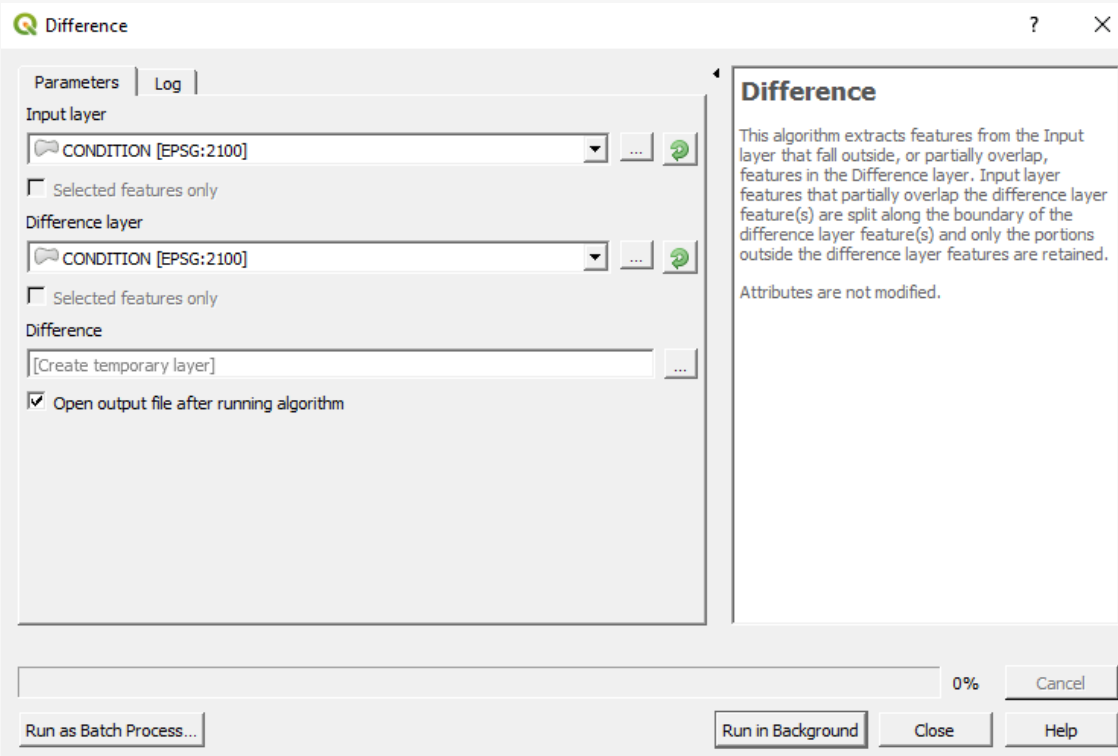 Difference
?
Parameters
Log
Input layer
CONDITION [EPSG:2100]
...
Selected features only
Difference layer
CONDITION [EPSG:2100]
...
Selected features only
Difference
[Create temporary layer]
...
Open output file after running algorithm
Difference
This algorithm extracts features from the Input
layer that fall outside, or partially overlap,
features in the Difference layer. Input layer
features that partially overlap the difference layer
feature(s) are split along the boundary of the
difference layer feature(s) and only the portions
outside the difference layer features are retained.
Attributes are not modified.
0%
Cancel
Run as Batch Process...
Run in Background
Close
Help